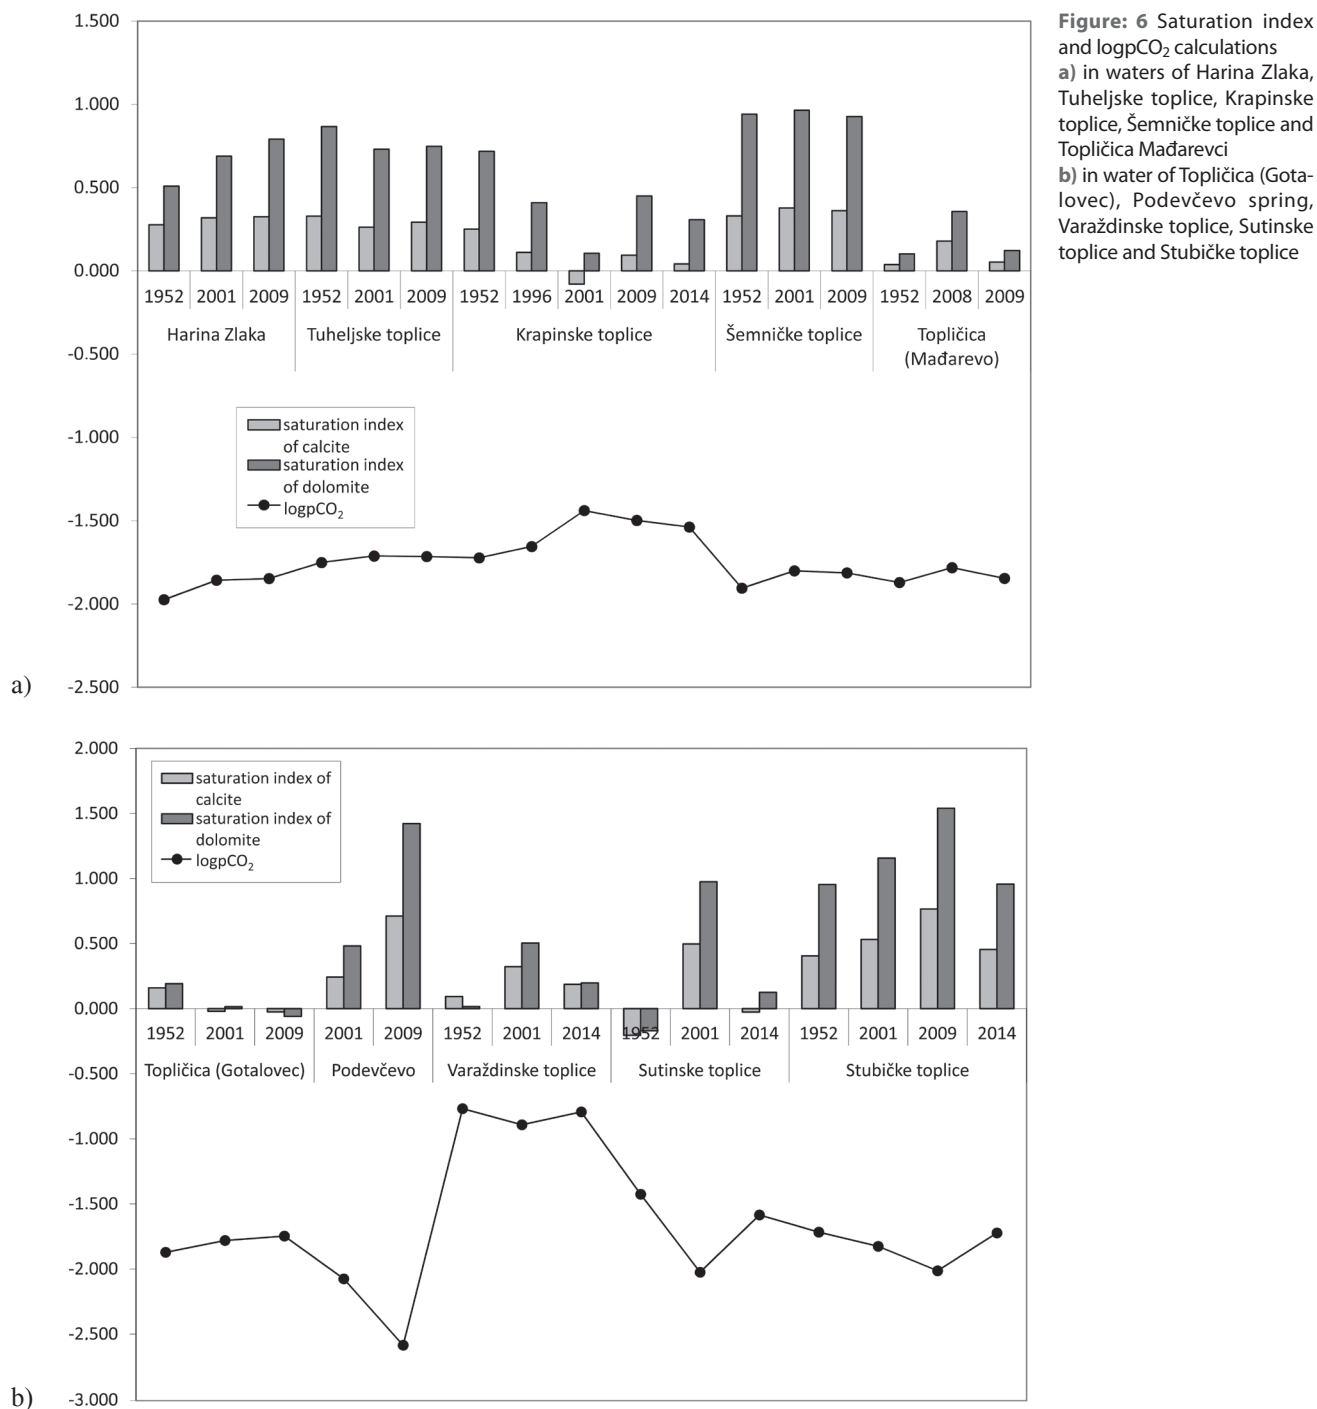 Figure: 6 Saturation index
and logpCO₂ calculations
a) in waters of Harina Zlaka,
Tuheljske toplice, Krapinske
toplice, Šemničke toplice and
Topličica Mađarevci
b) in water of Topličica (Gota-
lovec), Podevčevo spring,
Varaždinske toplice, Sutinske
toplice and Stubičke toplice
1.500
1.000
0.500
0.000
-0.500
-1.000
-1.500
-2.000
-2.500
1952 2001 2009 1952 2001 2009 1952 1996 2001 2009 2014 1952 2001 2009 1952 2008 2009
Harina Zlaka Tuheljske toplice Krapinske toplice Šemničke toplice Topličica
(Mađarevo)
saturation index
of calcite
saturation index
of dolomite
logpCO₂
a)
2.000
1.500
1.000
0.500
0.000
-0.500
-1.000
-1.500
-2.000
-2.500
-3.000
saturation index of
calcite
saturation index of
dolomite
logpCO₂
1952 2001 2009 2001 2009 1952 2001 2014 1952 2001 2014 1952 2001 2009 2014
Topličica (Gotalovec) Podevčevo Varaždinske toplice Sutinske toplice Stubičke toplice
b)